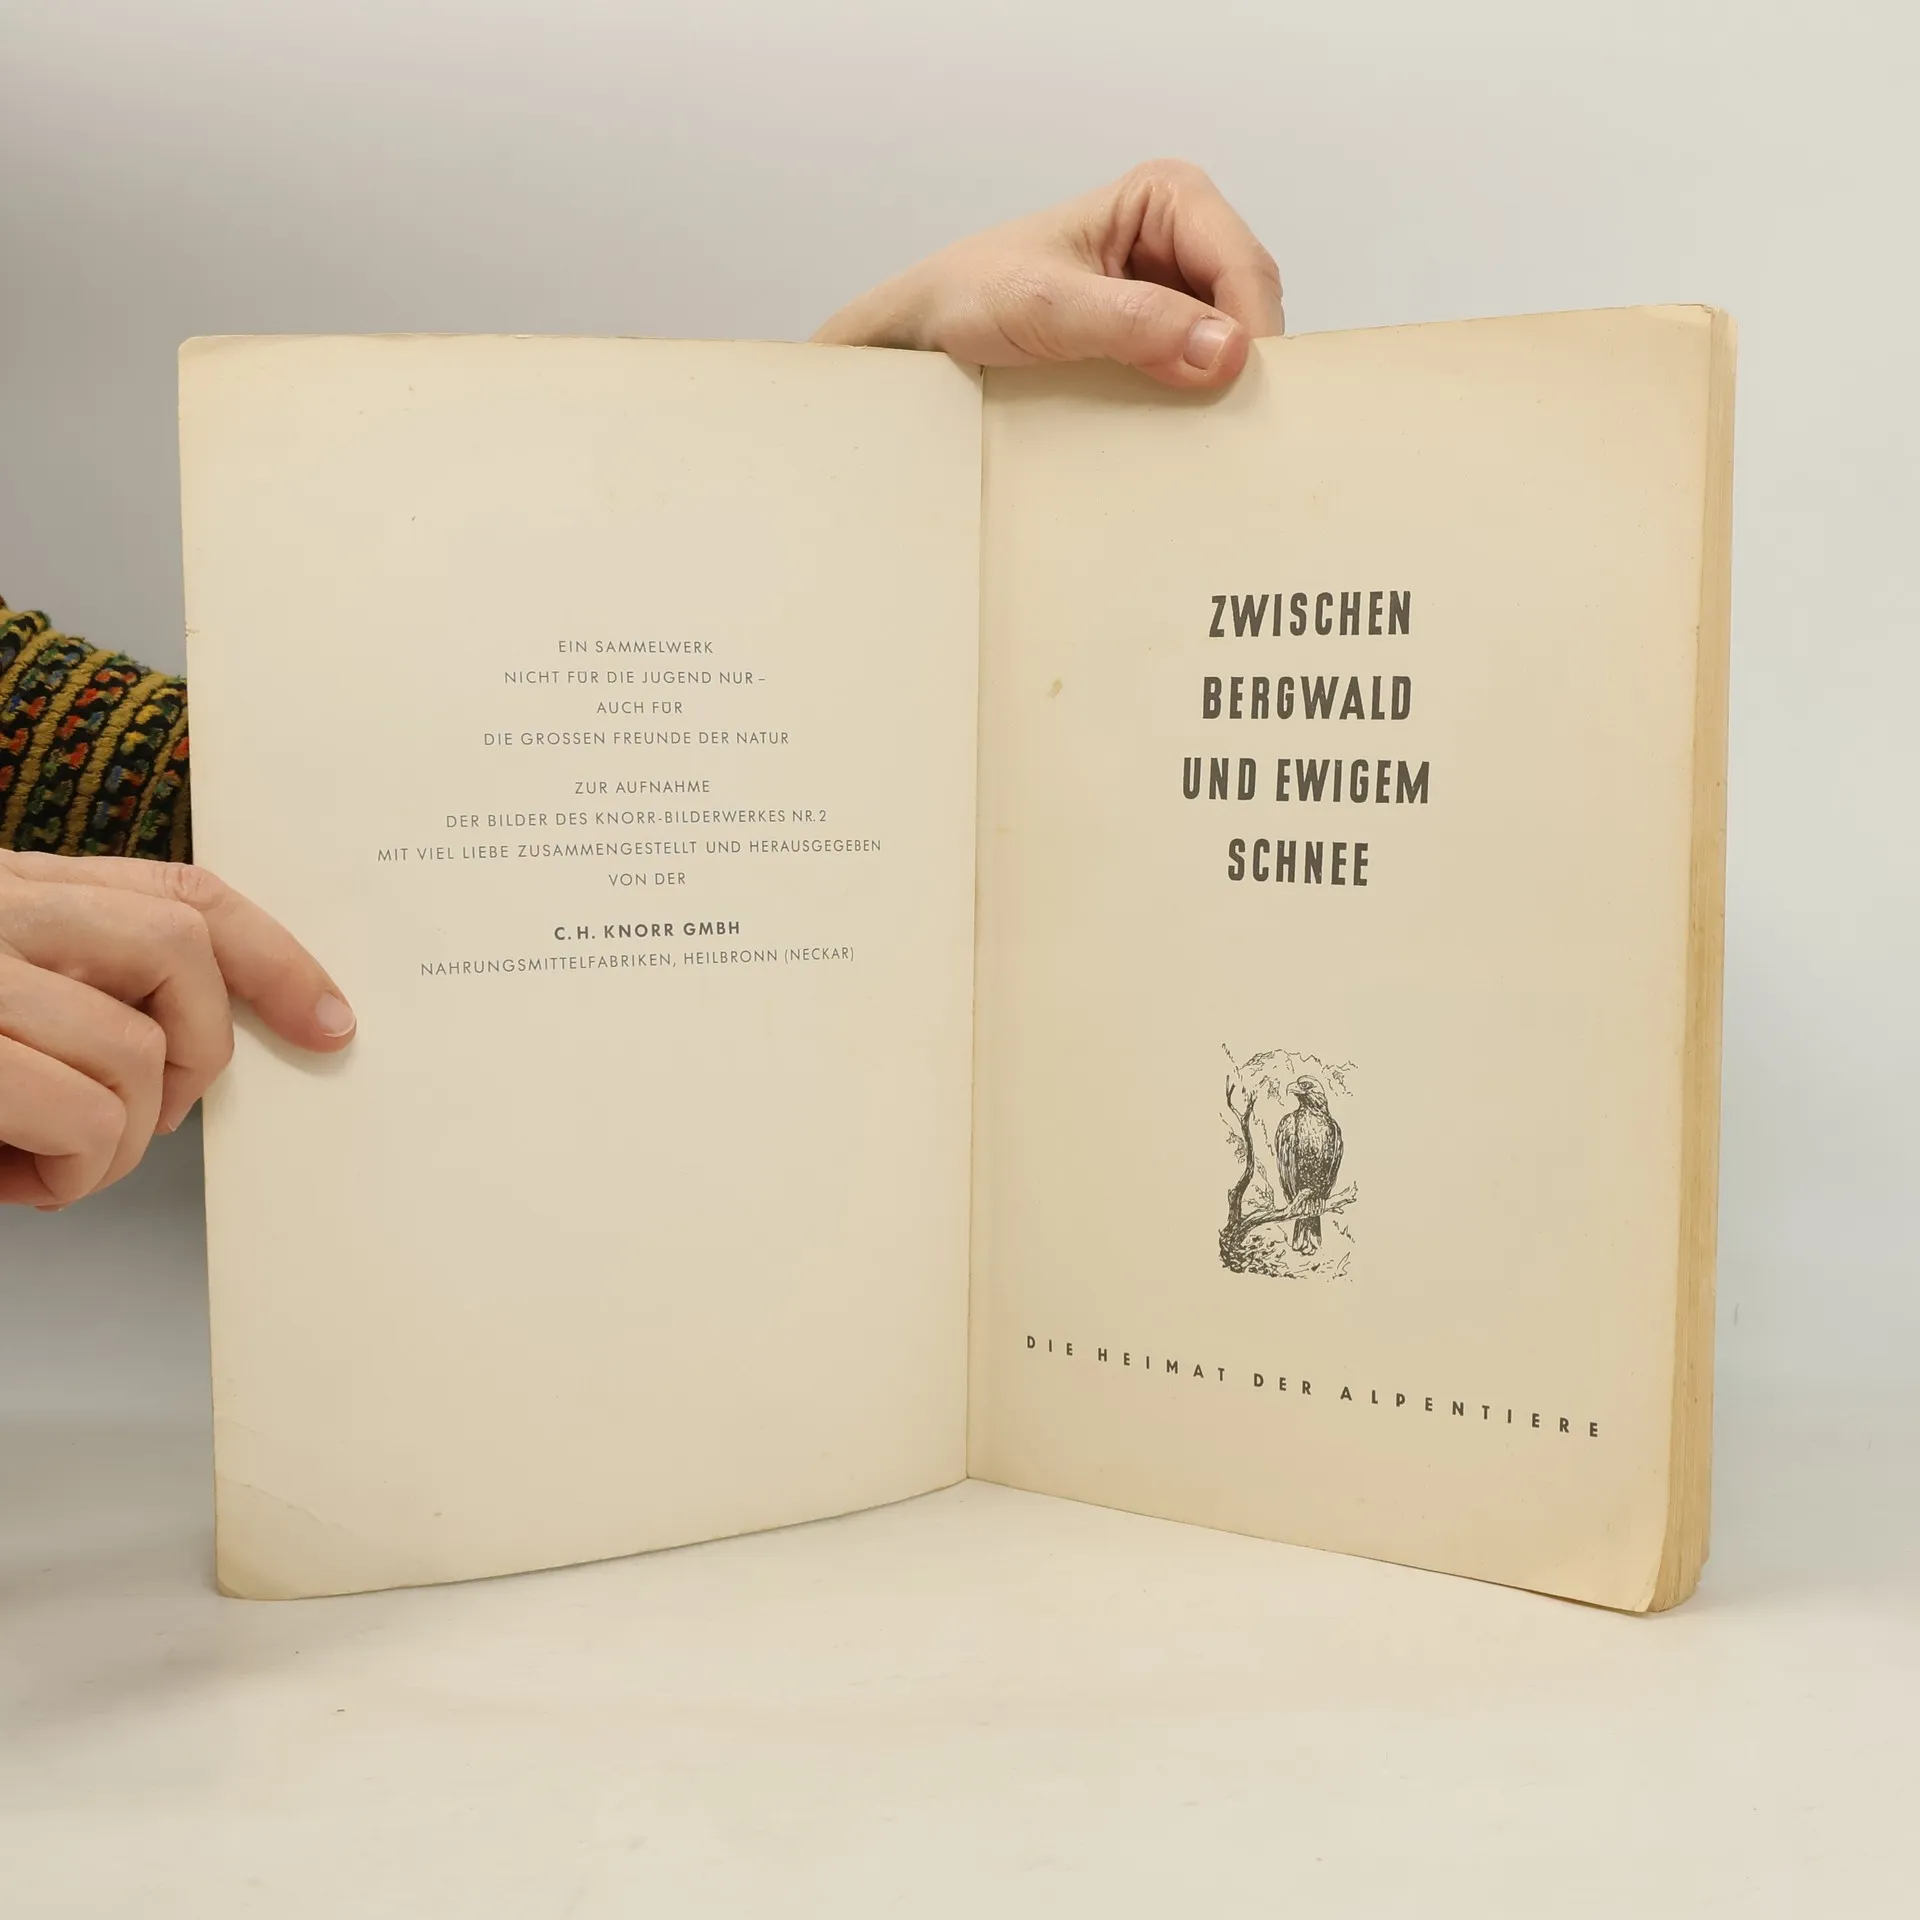 EIN SAMMELWERK
NICHT FÜR DIE JUGEND NUR –
AUCH FÜR
DIE GROSSEN FREUNDE DER NATUR
ZUR AUFNAHME
DER BILDER DES KNORR-BILDERWERKES NR. 2
MIT VIEL LIEBE ZUSAMMENGESTELLT UND HERAUSGEGEBEN
VON DER
C. H. KNORR GMBH
NAHRUNGSMITTELFABRIKEN, HEILBRONN (NECKAR)
ZWISCHEN
BERGWALD
UND EWIGEM
SCHNEE
DIE HEIMAT DER ALPENTIERE